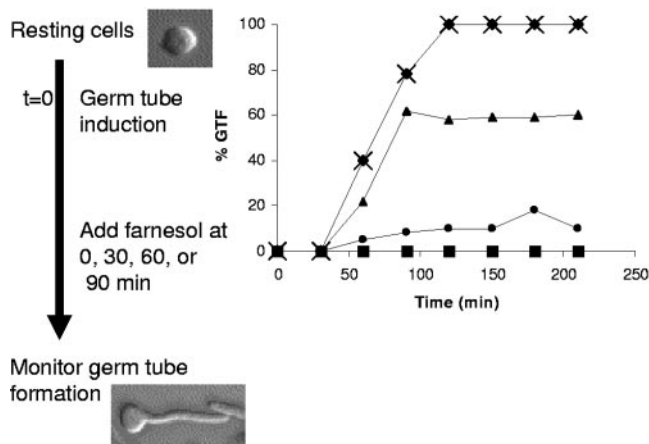 Resting cells
t=0
Germ tube
induction
Add farnesol at
0, 30, 60, or
90 min
Monitor germ tube
formation
% GTF
100
80
60
40
20
0
0
50
100
150
200
250
Time (min)